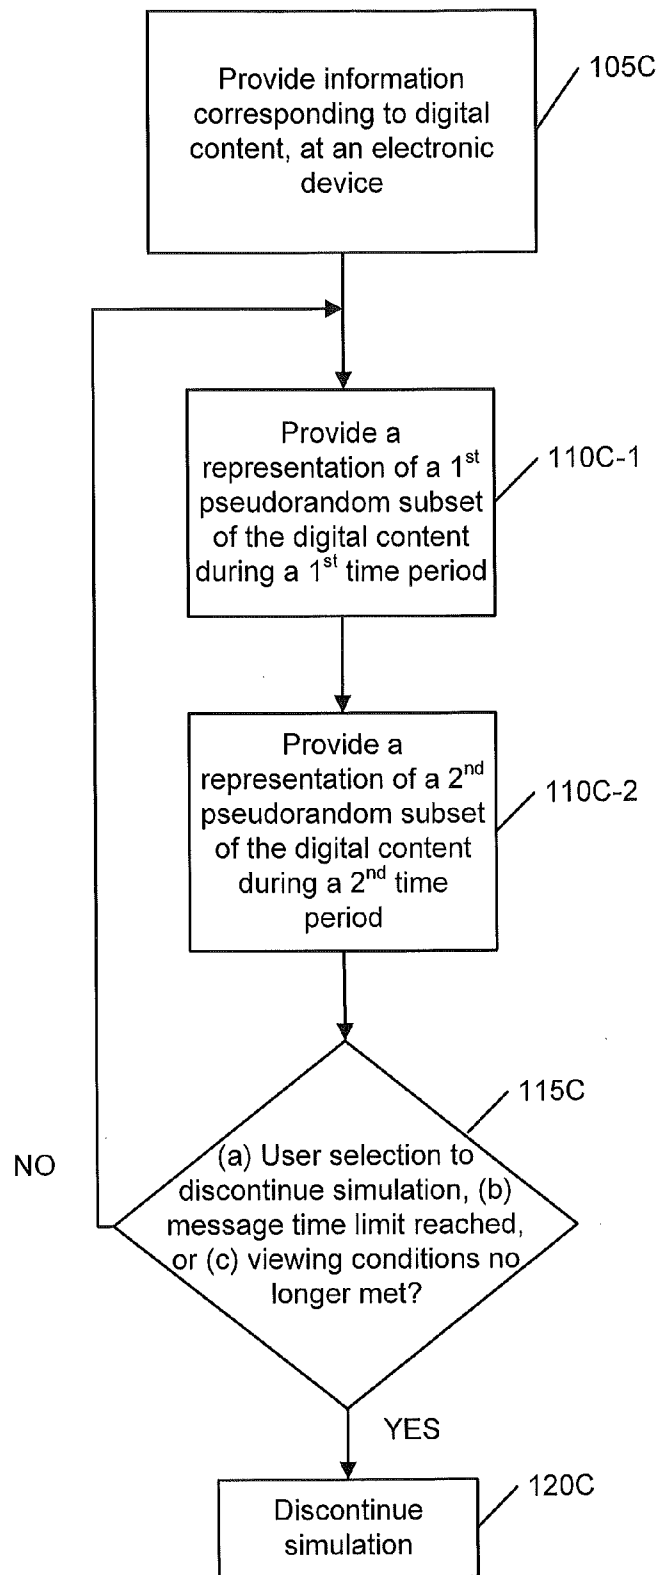 Provide information
corresponding to digital
content, at an electronic
device
105C
Provide a
representation of a 1st
pseudorandom subset
of the digital content
during a 1st time period
110C-1
Provide a
representation of a 2nd
pseudorandom subset
of the digital content
during a 2nd time
period
110C-2
115C
(a) User selection to
discontinue simulation, (b)
message time limit reached,
or (c) viewing conditions no
longer met?
NO
YES
120C
Discontinue
simulation